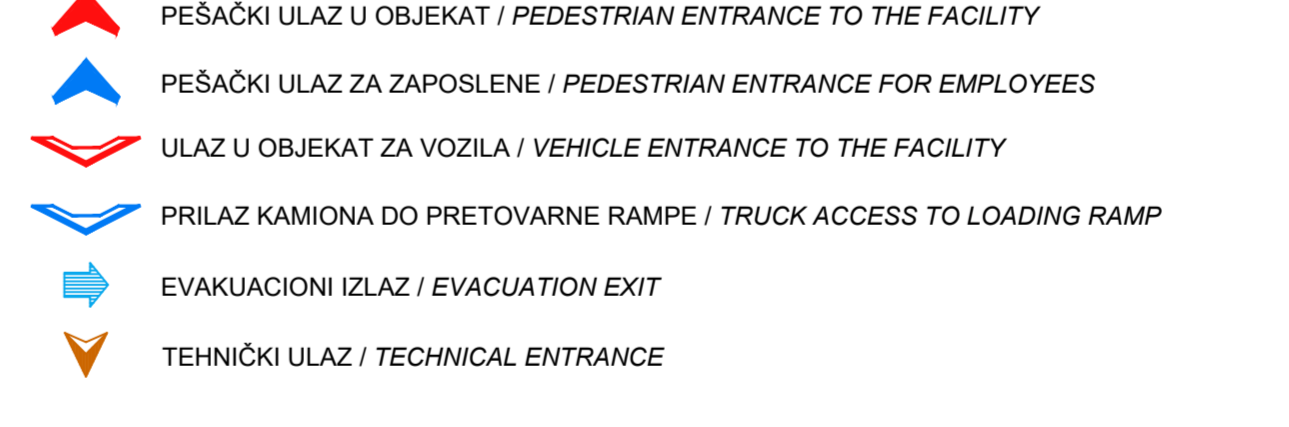 PEŠAČKI ULAZ U OBJEKAT / PEDESTRIAN ENTRANCE TO THE FACILITY
PEŠAČKI ULAZ ZA ZAPOSLENE / PEDESTRIAN ENTRANCE FOR EMPLOYEES
ULAZ U OBJEKAT ZA VOZILA / VEHICLE ENTRANCE TO THE FACILITY
PRILAZ KAMIONA DO PRETOVARNE RAMPE / TRUCK ACCESS TO LOADING RAMP
EVAKUACIONI IZLAZ / EVACUATION EXIT
TEHNIČKI ULAZ / TECHNICAL ENTRANCE